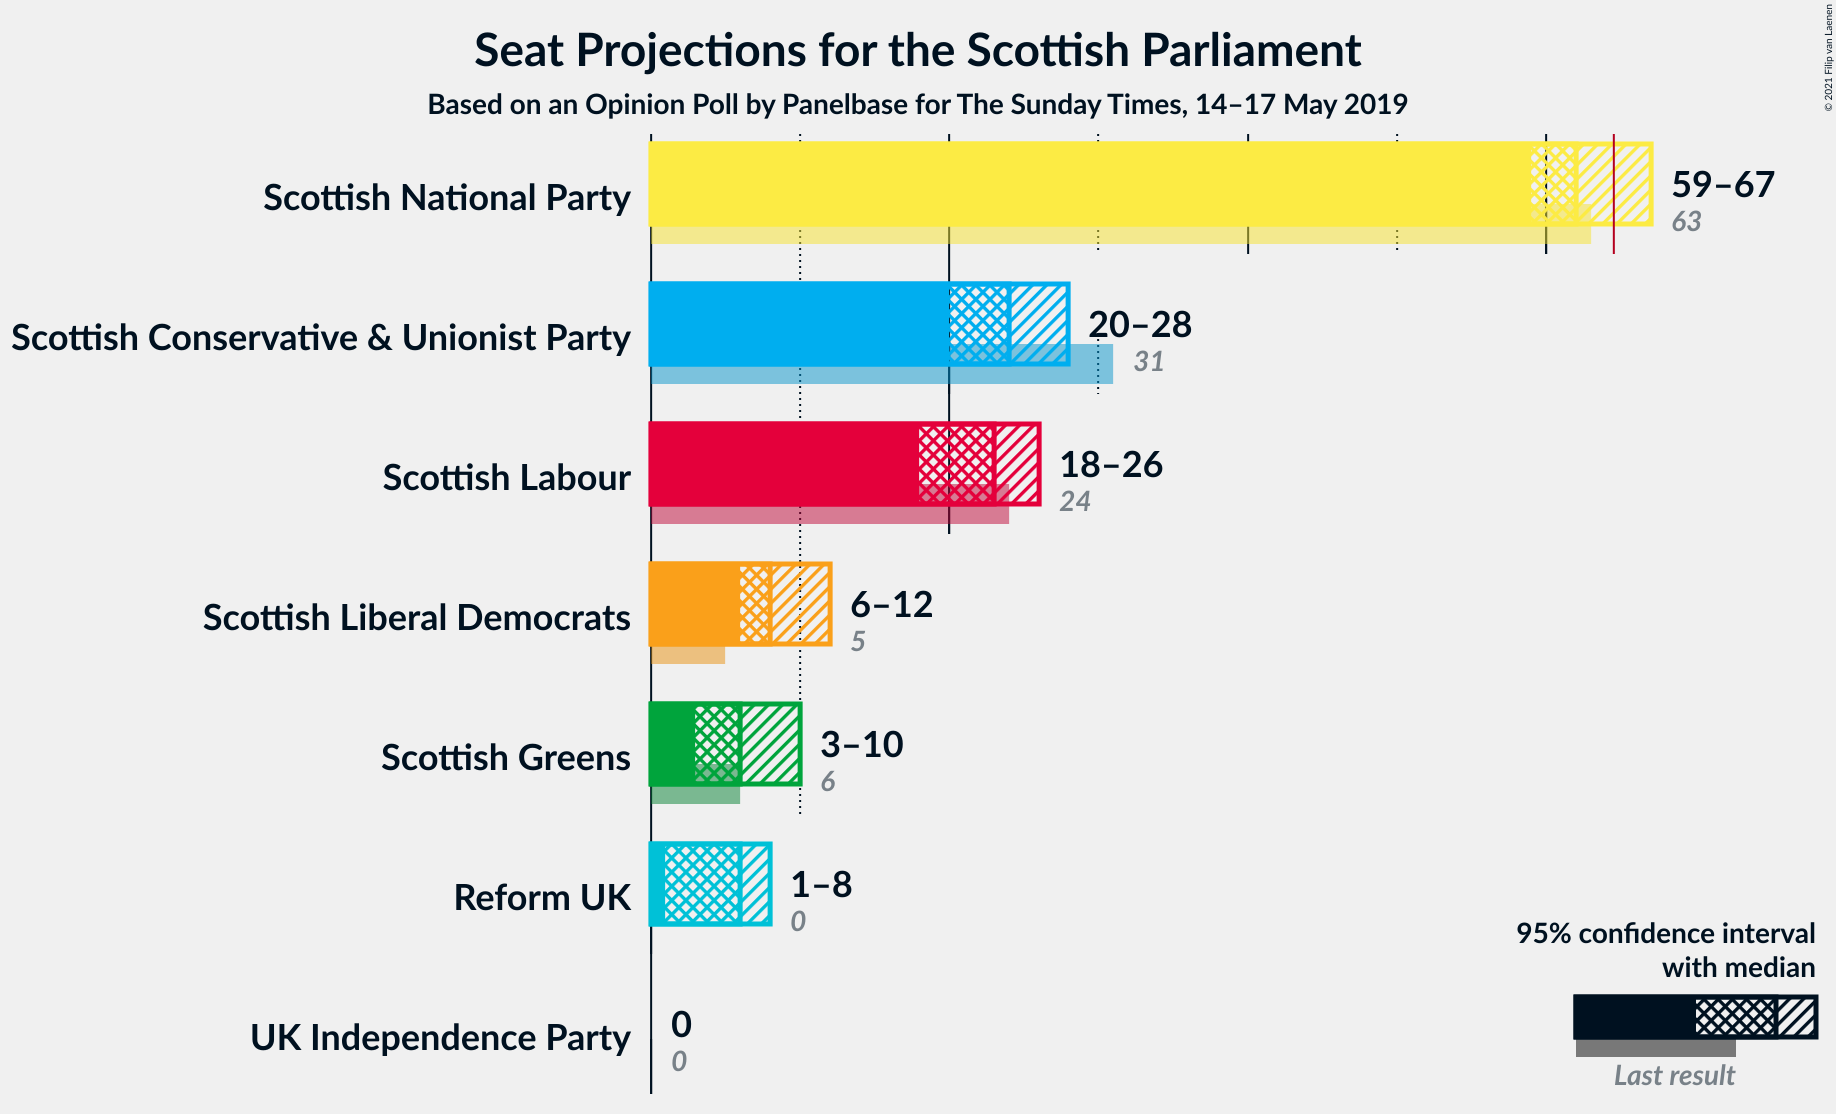 Seat Projections for the Scottish Parliament
Based on an Opinion Poll by Panelbase for The Sunday Times, 14–17 May 2019
© 2021 Filip van Laenen
Scottish National Party
59–67
63
Scottish Conservative & Unionist Party
20–28
31
Scottish Labour
18–26
24
Scottish Liberal Democrats
6–12
5
Scottish Greens
3–10
6
Reform UK
1–8
0
UK Independence Party
0
0
95% confidence interval
with median
Last result